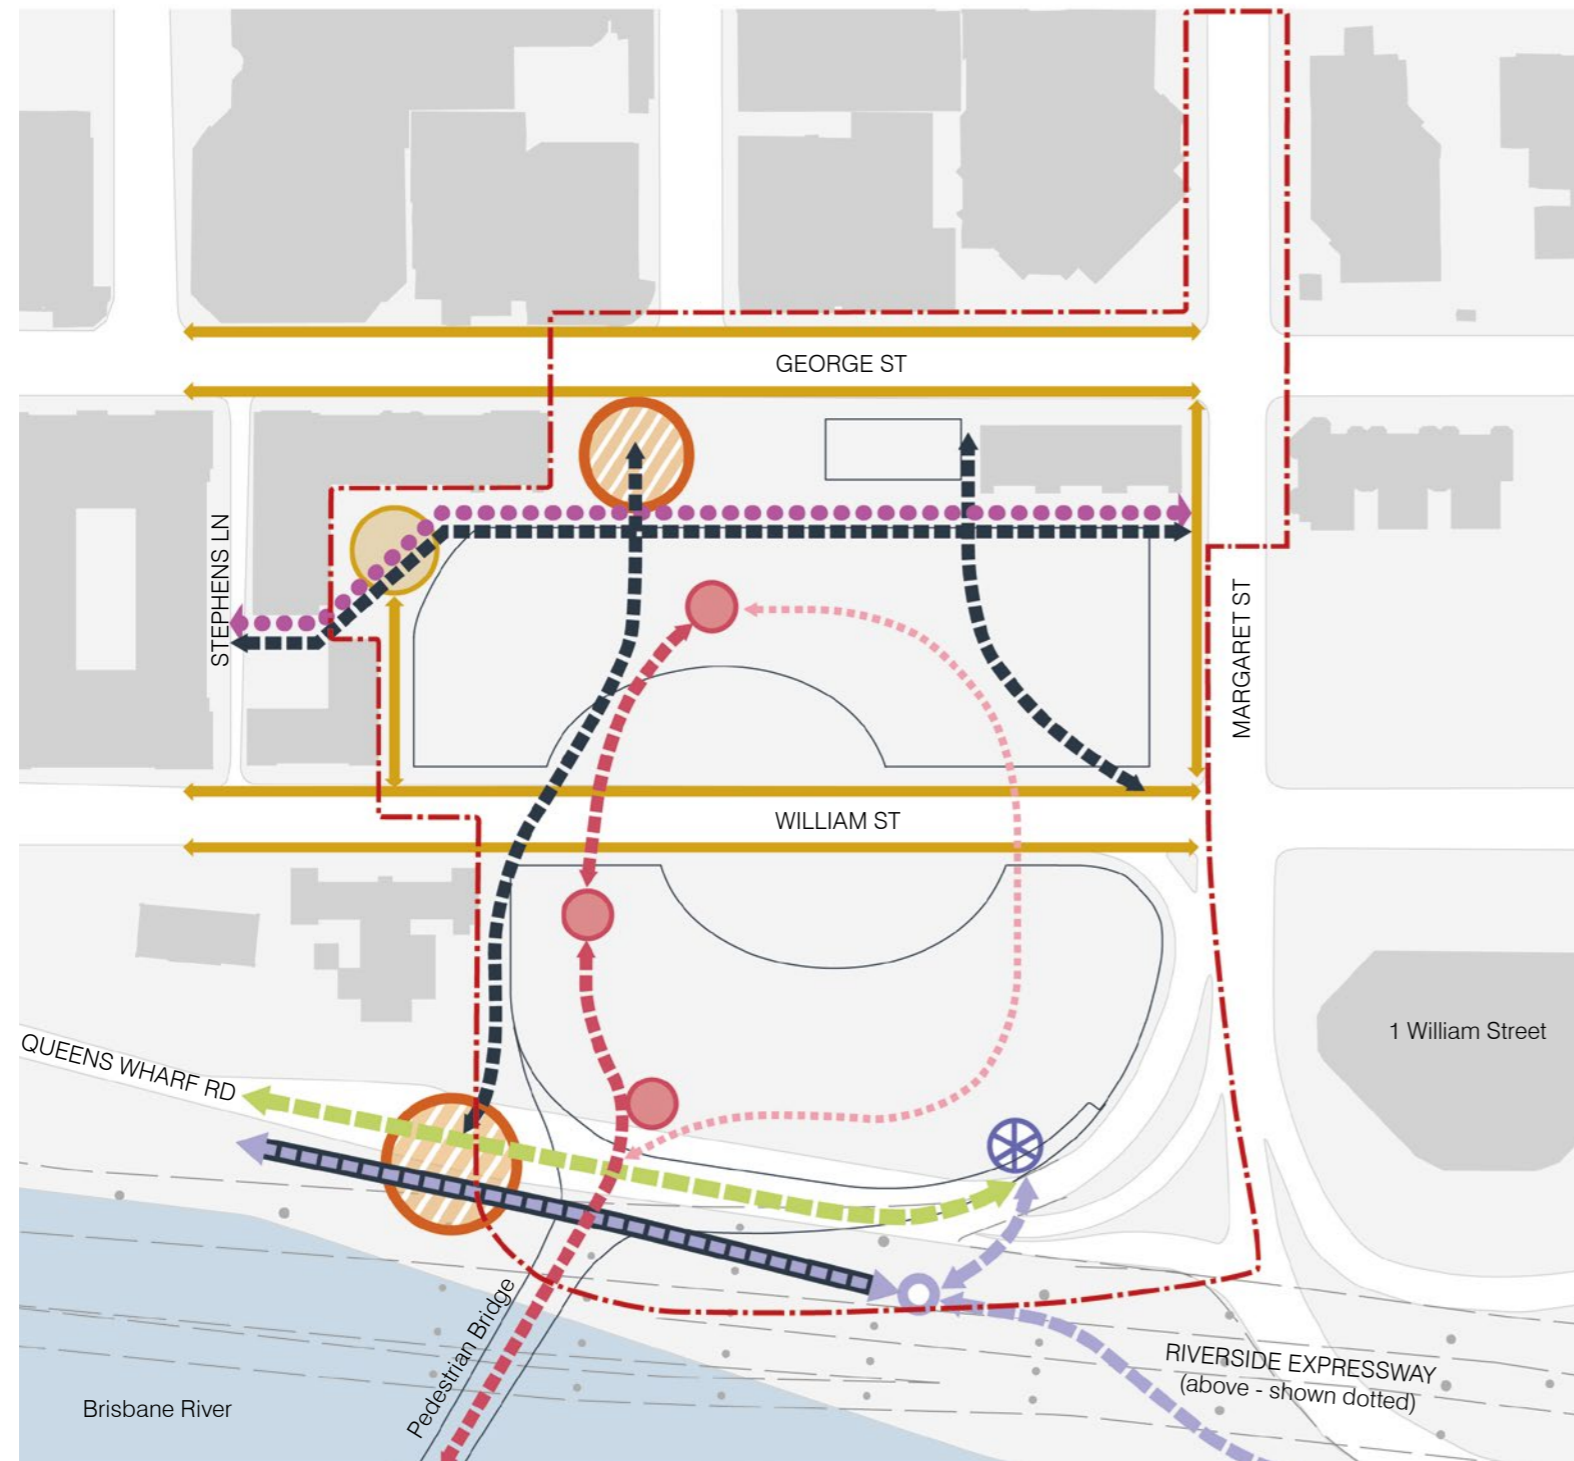 GEORGE ST
STEPHENS LN
MARGARET ST
WILLIAM ST
1 William Street
QUEENS WHARF RD
Pedestrian Bridge
RIVERSIDE EXPRESSWAY
(above - shown dotted)
Brisbane River